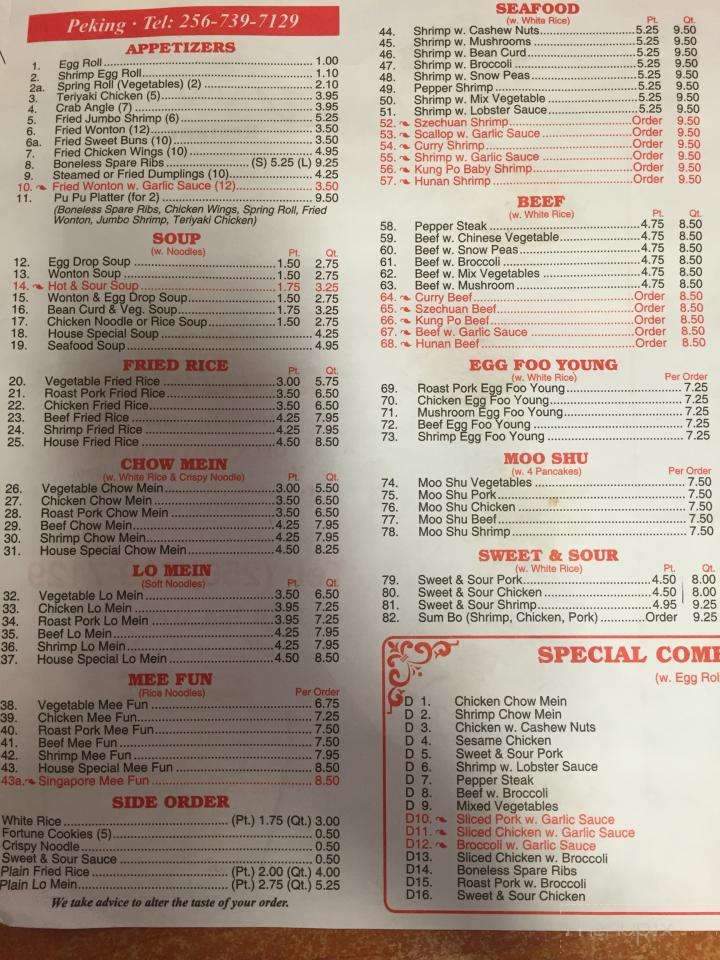 Peking · Tel: 256-739-7129
APPETIZERS
1. Egg Roll 1.00
2. Shrimp Egg Roll 1.10
2a. Spring Roll (Vegetables) (2) 2.10
3. Teriyaki Chicken (5) 3.95
4. Crab Angle (7) 3.95
5. Fried Jumbo Shrimp (6) 5.25
6. Fried Wonton (12) 3.50
6a. Fried Sweet Buns (10) 3.50
7. Fried Chicken Wings (10) 4.95
8. Boneless Spare Ribs (S) 5.25 (L) 9.25
9. Steamed or Fried Dumplings (10) 4.25
10. Fried Wonton w. Garlic Sauce (12) 3.50
11. Pu Pu Platter (for 2) 9.50
(Boneless Spare Ribs, Chicken Wings, Spring Roll, Fried
Wonton, Jumbo Shrimp, Teriyaki Chicken)
SOUP
(w. Noodles) Pt. Qt.
12. Egg Drop Soup 1.50 2.75
13. Wonton Soup 1.50 2.75
14. Hot & Sour Soup 1.75 3.25
15. Wonton & Egg Drop Soup 1.50 2.75
16. Bean Curd & Veg. Soup 1.75 3.25
17. Chicken Noodle or Rice Soup 1.50 2.75
18. House Special Soup 4.25
19. Seafood Soup 4.95
FRIED RICE
Pt. Qt.
20. Vegetable Fried Rice 3.00 5.75
21. Roast Pork Fried Rice 3.50 6.50
22. Chicken Fried Rice 3.50 6.50
23. Beef Fried Rice 4.25 7.95
24. Shrimp Fried Rice 4.25 7.95
25. House Fried Rice 4.50 8.50
CHOW MEIN
(w. White Rice & Crispy Noodle) Pt. Qt.
26. Vegetable Chow Mein 3.00 5.50
27. Chicken Chow Mein 3.50 6.50
28. Roast Pork Chow Mein 3.50 6.50
29. Beef Chow Mein 4.25 7.95
30. Shrimp Chow Mein 4.25 7.95
31. House Special Chow Mein 4.50 8.25
LO MEIN
(Soft Noodles) Pt. Qt.
32. Vegetable Lo Mein 3.50 6.50
33. Chicken Lo Mein 3.95 7.25
34. Roast Pork Lo Mein 3.95 7.25
35. Beef Lo Mein 4.25 7.95
36. Shrimp Lo Mein 4.25 7.95
37. House Special Lo Mein 4.50 8.50
MEE FUN
(Rice Noodles) Per Order
38. Vegetable Mee Fun 6.75
39. Chicken Mee Fun 7.25
40. Roast Pork Mee Fun 7.50
41. Beef Mee Fun 7.50
42. Shrimp Mee Fun 7.95
43. House Special Mee Fun 8.50
43a. Singapore Mee Fun 8.50
SIDE ORDER
White Rice (Pt.) 1.75 (Qt.) 3.00
Fortune Cookies (5) 0.50
Crispy Noodle 0.50
Sweet & Sour Sauce 0.50
Plain Fried Rice (Pt.) 2.00 (Qt.) 4.00
Plain Lo Mein (Pt.) 2.75 (Qt.) 5.25
We take advice to alter the taste of your order.
SEAFOOD
(w. White Rice) Pt. Qt.
44. Shrimp w. Cashew Nuts 5.25 9.50
45. Shrimp w. Mushrooms 5.25 9.50
46. Shrimp w. Bean Curd 5.25 9.50
47. Shrimp w. Broccoli 5.25 9.50
48. Shrimp w. Snow Peas 5.25 9.50
49. Pepper Shrimp 5.25 9.50
50. Shrimp w. Mix Vegetable 5.25 9.50
51. Shrimp w. Lobster Sauce 5.25 9.50
52. Szechuan Shrimp Order 9.50
53. Scallop w. Garlic Sauce Order 9.50
54. Curry Shrimp Order 9.50
55. Shrimp w. Garlic Sauce Order 9.50
56. Kung Po Baby Shrimp Order 9.50
57. Hunan Shrimp Order 9.50
BEEF
(w. White Rice) Pt. Qt.
58. Pepper Steak 4.75 8.50
59. Beef w. Chinese Vegetable 4.75 8.50
60. Beef w. Snow Peas 4.75 8.50
61. Beef w. Broccoli 4.75 8.50
62. Beef w. Mix Vegetables 4.75 8.50
63. Beef w. Mushroom 4.75 8.50
64. Curry Beef Order 8.50
65. Szechuan Beef Order 8.50
66. Kung Po Beef Order 8.50
67. Beef w. Garlic Sauce Order 8.50
68. Hunan Beef Order 8.50
EGG FOO YOUNG
(w. White Rice) Per Order
69. Roast Pork Egg Foo Young 7.25
70. Chicken Egg Foo Young 7.25
71. Mushroom Egg Foo Young 7.25
72. Beef Egg Foo Young 7.25
73. Shrimp Egg Foo Young 7.25
MOO SHU
(w. 4 Pancakes) Per Order
74. Moo Shu Vegetables 7.50
75. Moo Shu Pork 7.50
76. Moo Shu Chicken 7.50
77. Moo Shu Beef 7.50
78. Moo Shu Shrimp 7.50
SWEET & SOUR
(w. White Rice) Pt. Qt.
79. Sweet & Sour Pork 4.50 8.00
80. Sweet & Sour Chicken 4.50 8.00
81. Sweet & Sour Shrimp 4.95 9.25
82. Sum Bo (Shrimp, Chicken, Pork) Order 9.25
SPECIAL COMB
(w. Egg Rol
D 1. Chicken Chow Mein
D 2. Shrimp Chow Mein
D 3. Chicken w. Cashew Nuts
D 4. Sesame Chicken
D 5. Sweet & Sour Pork
D 6. Shrimp w. Lobster Sauce
D 7. Pepper Steak
D 8. Beef w. Broccoli
D 9. Mixed Vegetables
D10. Sliced Pork w. Garlic Sauce
D11. Sliced Chicken w. Garlic Sauce
D12. Broccoli w. Garlic Sauce
D13. Sliced Chicken w. Broccoli
D14. Boneless Spare Ribs
D15. Roast Pork w. Broccoli
D16. Sweet & Sour Chicken
menupix